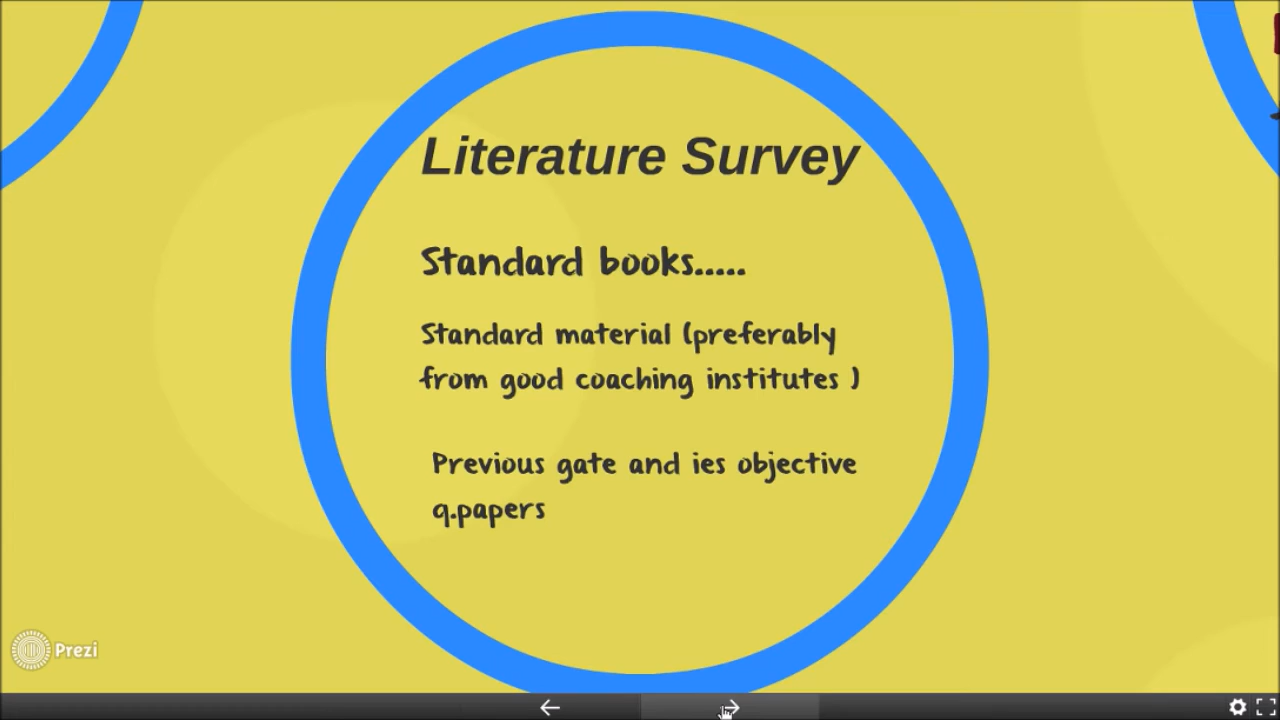 Literature Survey
Standard books.....
Standard material (preferably
from good coaching institutes )
Previous gate and ies objective
q.papers
Prezi